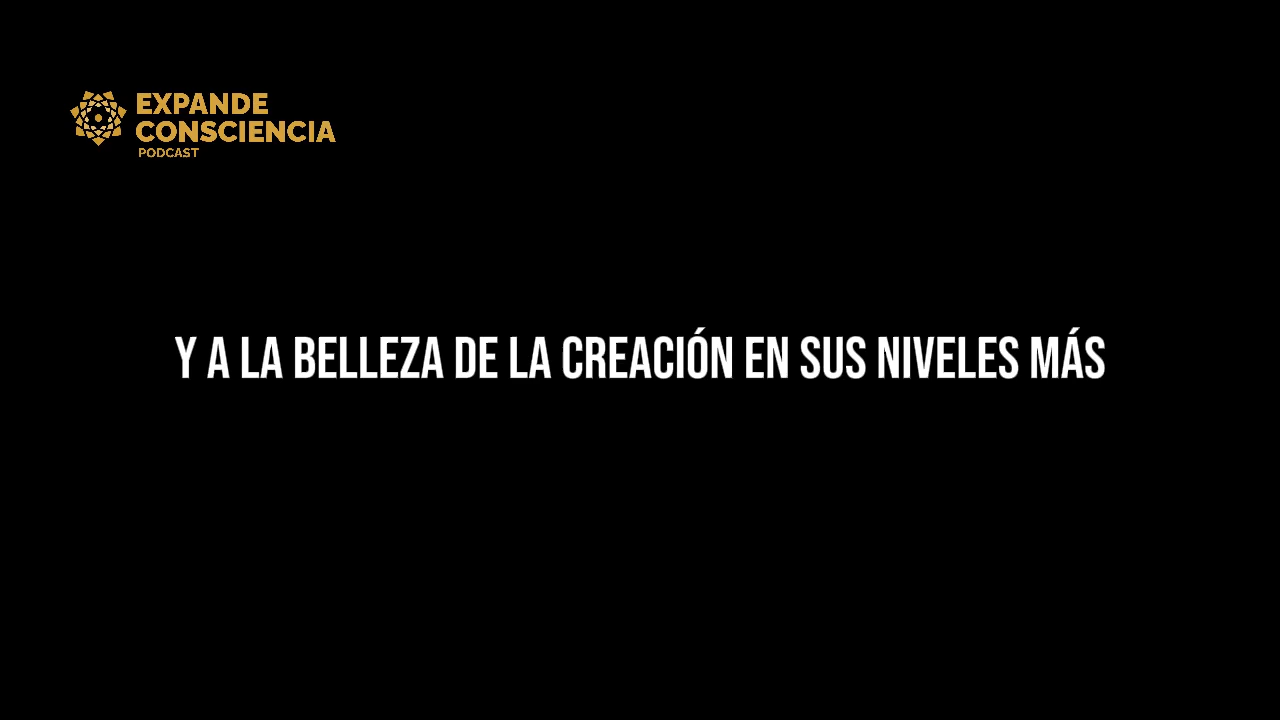 EXPANDE
CONSCIENCIA
PODCAST
Y A LA BELLEZA DE LA CREACIÓN EN SUS NIVELES MÁS